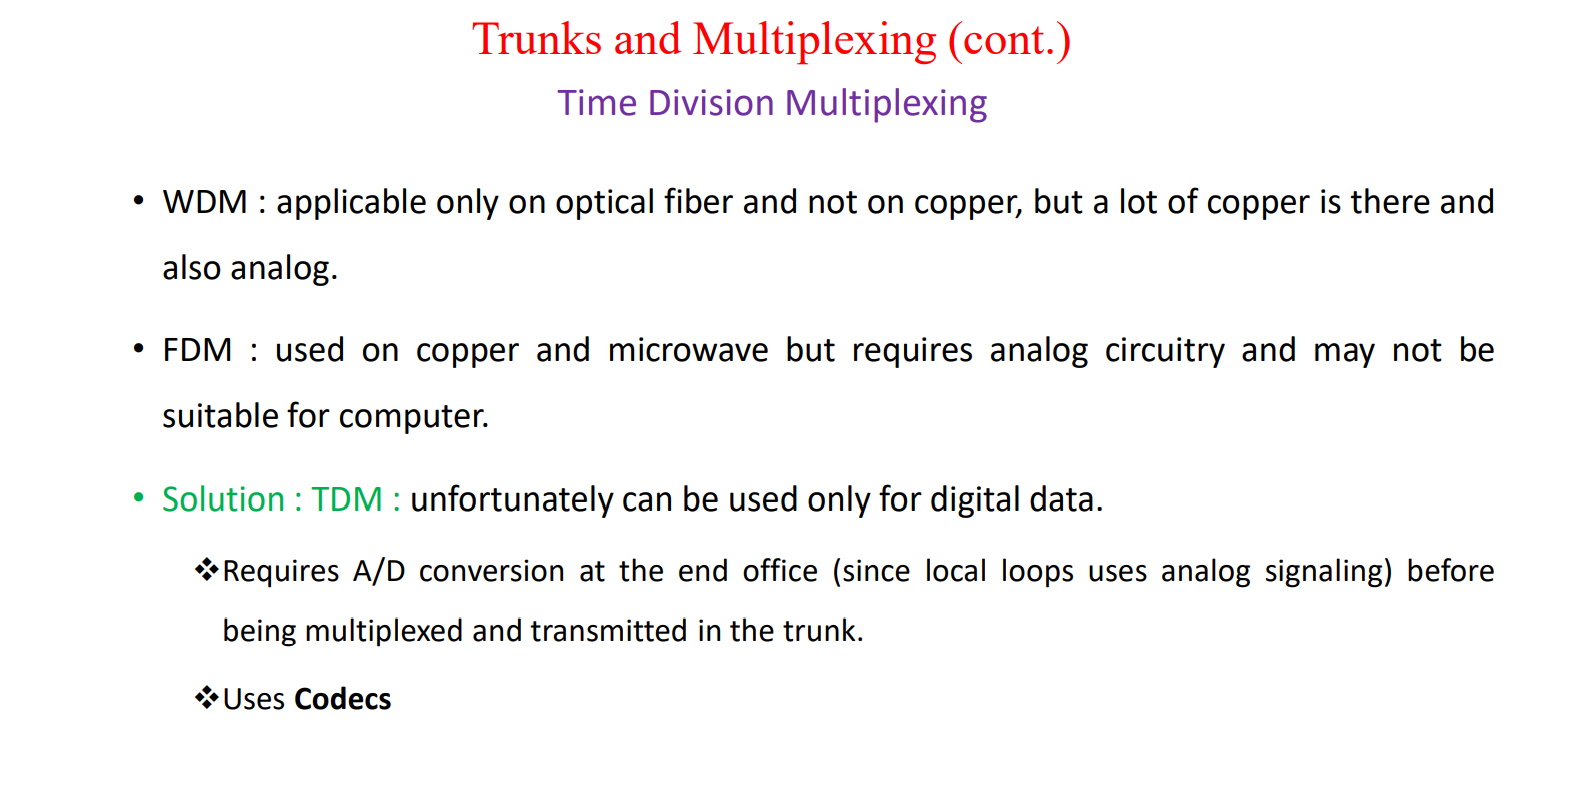 Trunks and Multiplexing (cont.)
Time Division Multiplexing
• WDM : applicable only on optical fiber and not on copper, but a lot of copper is there and
also analog.
• FDM : used on copper and microwave but requires analog circuitry and may not be
suitable for computer.
• Solution : TDM : unfortunately can be used only for digital data.
❖Requires A/D conversion at the end office (since local loops uses analog signaling) before
being multiplexed and transmitted in the trunk.
❖Uses Codecs